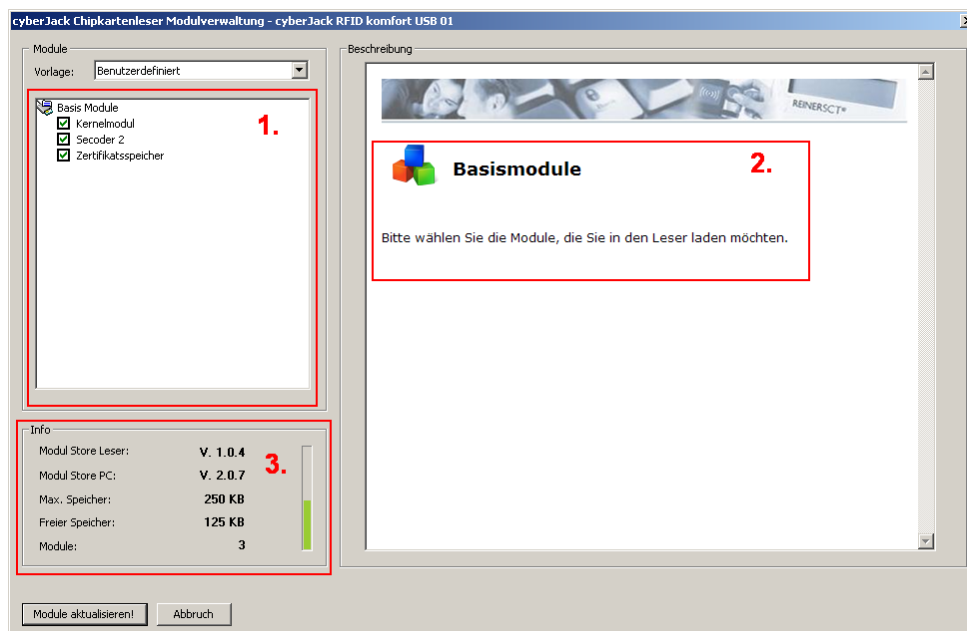 cyberJack Chipkartenleser Modulverwaltung - cyberJack RFID komfort USB 01
Module
Vorlage: Benutzerdefiniert
Basis Module
Kernelmodul
Secoder 2
Zertifikatsspeicher
1.
Info
Modul Store Leser: V. 1.0.4
Modul Store PC: V. 2.0.7
Max. Speicher: 250 KB
Freier Speicher: 125 KB
Module: 3
3.
Beschreibung
REINERSCT®
Basismodule
2.
Bitte wählen Sie die Module, die Sie in den Leser laden möchten.
Module aktualisieren!
Abbruch